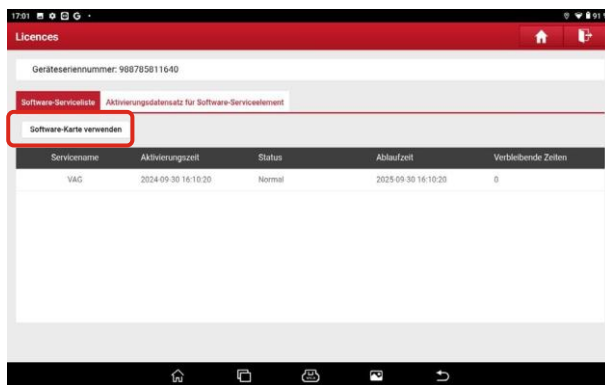 17:01 G · 91
Licences
Geräteseriennummer: 988785811640
Software-Serviceliste Aktivierungsdatensatz für Software-Serviceelement
Software-Karte verwenden
Servicename Aktivierungszeit Status Ablaufzeit Verbleibende Zeiten
VAG 2024-09-30 16:10:20 Normal 2025-09-30 16:10:20 0